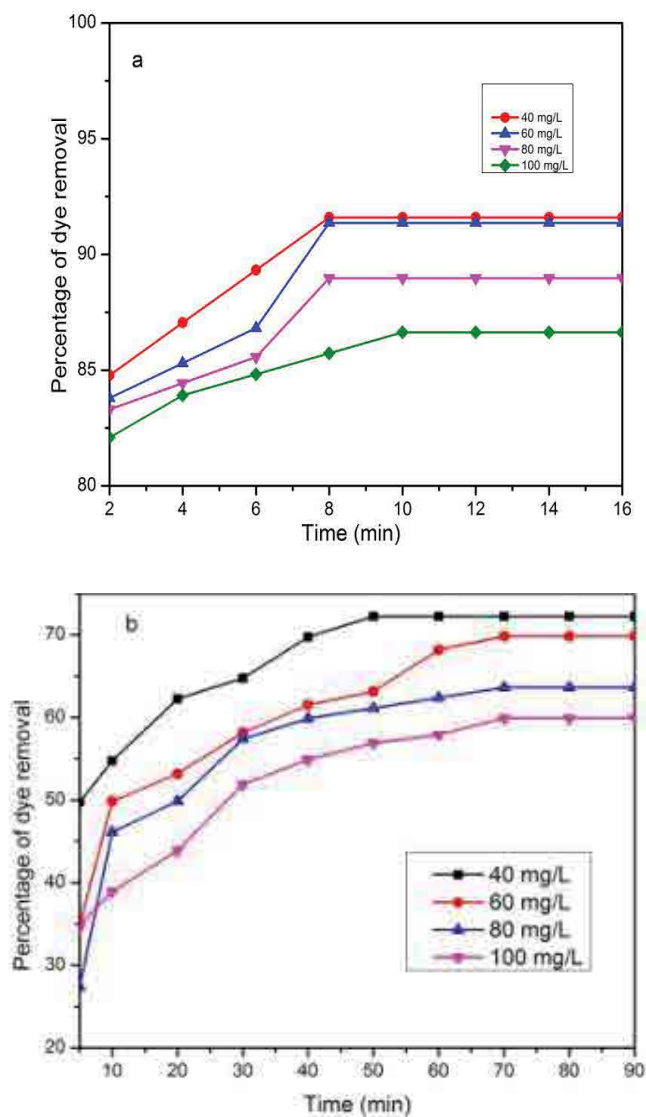 100
95
90
85
80
Percentage of dye removal
a
40 mg/L
60 mg/L
80 mg/L
100 mg/L
2 4 6 8 10 12 14 16
Time (min)
70
60
50
40
30
20
Percentage of dye removal
b
40 mg/L
60 mg/L
80 mg/L
100 mg/L
10 20 30 40 50 60 70 80 90
Time (min)